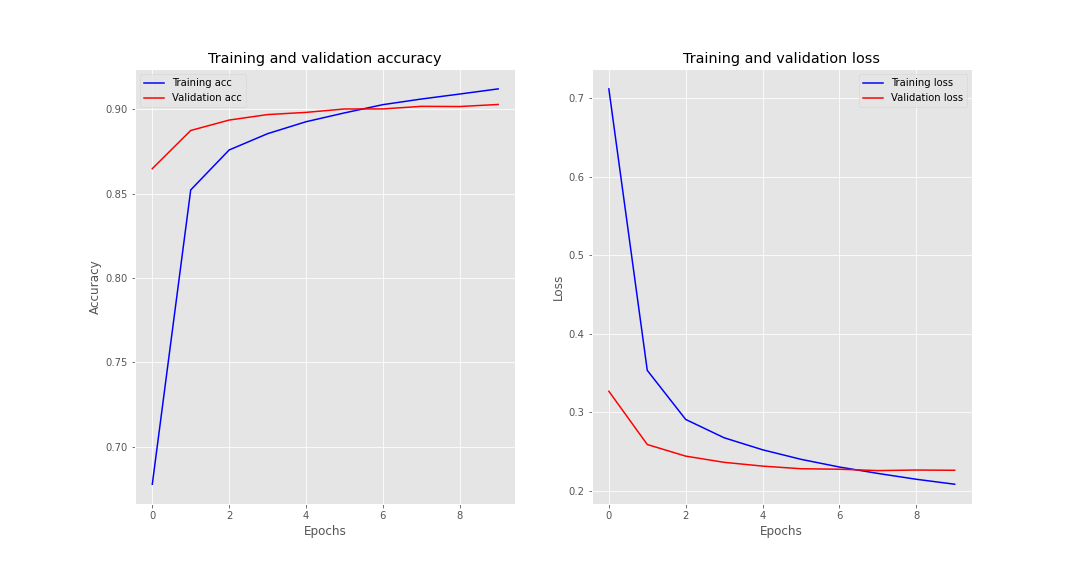 Training and validation accuracy
Training acc
Validation acc
0.90
0.85
0.80
0.75
0.70
Accuracy
0 2 4 6 8
Epochs
Training and validation loss
Training loss
Validation loss
0.7
0.6
0.5
0.4
0.3
0.2
Loss
0 2 4 6 8
Epochs